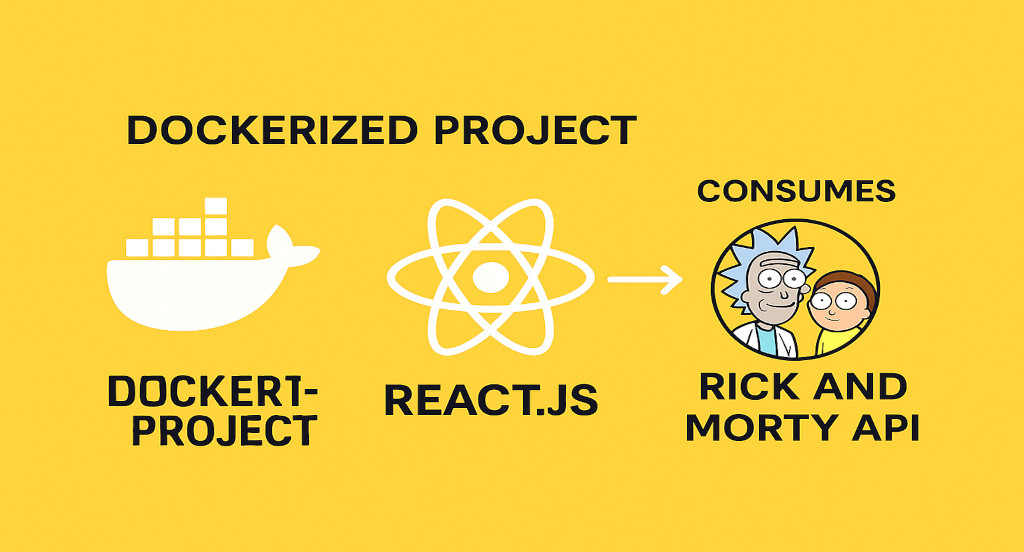 DOCKERIZED PROJECT
CONSUMES
DOCKERT-
PROJECT
REACT.JS
RICK AND
MORTY API